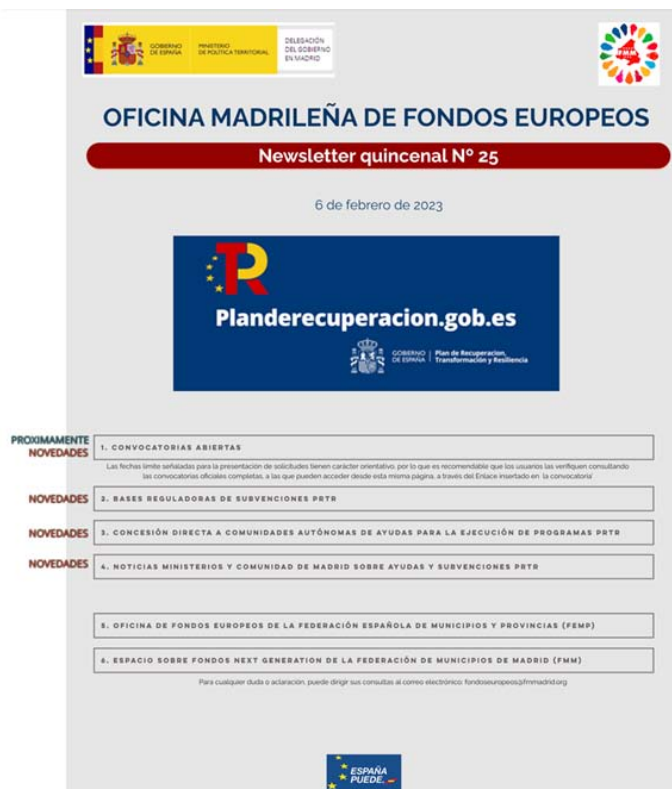 GOBIERNO
DE ESPAÑA
MINISTERIO
DE POLÍTICA TERRITORIAL
DELEGACIÓN
DEL GOBIERNO
EN MADRID
FMM
OFICINA MADRILEÑA DE FONDOS EUROPEOS
Newsletter quincenal Nº 25
6 de febrero de 2023
TR
Planderecuperacion.gob.es
GOBIERNO
DE ESPAÑA
Plan de Recuperación,
Transformación y Resiliencia
PROXIMAMENTE
NOVEDADES
1. CONVOCATORIAS ABIERTAS
Las fechas límite señaladas para la presentación de solicitudes tienen carácter orientativo, por lo que es recomendable que los usuarios las verifiquen consultando
las convocatorias oficiales completas, a las que pueden acceder desde esta misma página, a través del Enlace insertado en la convocatoria'
NOVEDADES
2. BASES REGULADORAS DE SUBVENCIONES PRTR
NOVEDADES
3. CONCESIÓN DIRECTA A COMUNIDADES AUTÓNOMAS DE AYUDAS PARA LA EJECUCIÓN DE PROGRAMAS PRTR
NOVEDADES
4. NOTICIAS MINISTERIOS Y COMUNIDAD DE MADRID SOBRE AYUDAS Y SUBVENCIONES PRTR
5. OFICINA DE FONDOS EUROPEOS DE LA FEDERACIÓN ESPAÑOLA DE MUNICIPIOS Y PROVINCIAS (FEMP)
6. ESPACIO SOBRE FONDOS NEXT GENERATION DE LA FEDERACIÓN DE MUNICIPIOS DE MADRID (FMM)
Para cualquier duda o aclaración, puede dirigir sus consultas al correo electrónico: fondoseuropeos@fmmadrid.org
ESPAÑA
PUEDE.